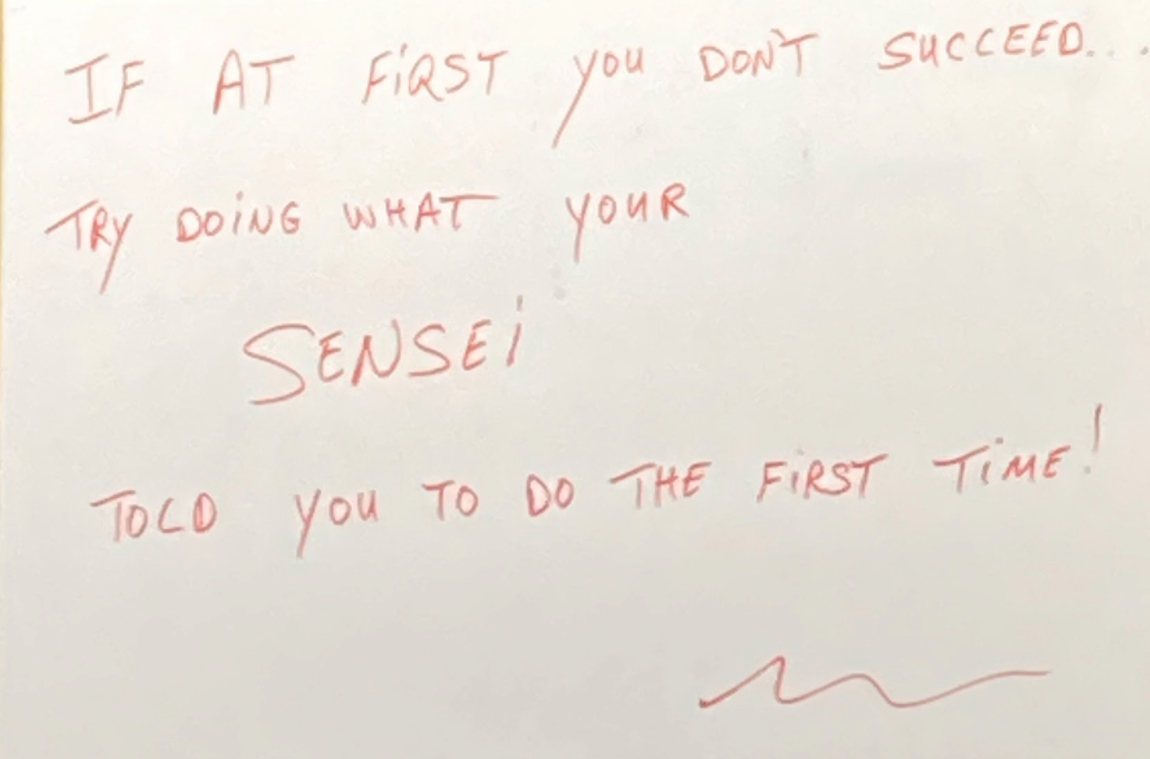 IF AT FIRST YOU DON'T SUCCEED...
TRY DOING WHAT YOUR
SENSEI
TOLD YOU TO DO THE FIRST TIME!